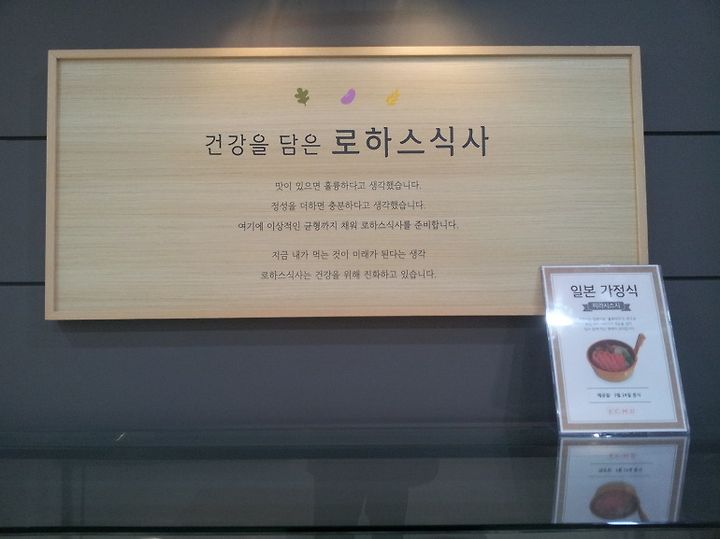 건강을 담은 로하스식사
맛이 있으면 훌륭하다고 생각했습니다.
정성을 더하면 충분하다고 생각했습니다.
여기에 이상적인 균형까지 채워 로하스식사를 준비합니다.
지금 내가 먹는 것이 미래가 된다는 생각
로하스식사는 건강을 위해 진화하고 있습니다.
일본 가정식
찌라시스시